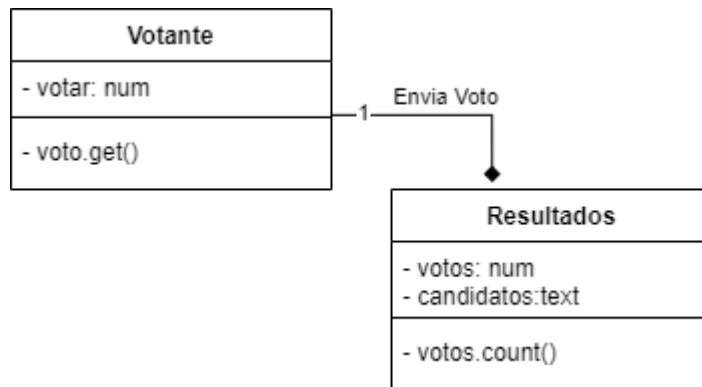 Votante
- votar: num
- voto.get()
1
Envia Voto
Resultados
- votos: num
- candidatos:text
- votos.count()